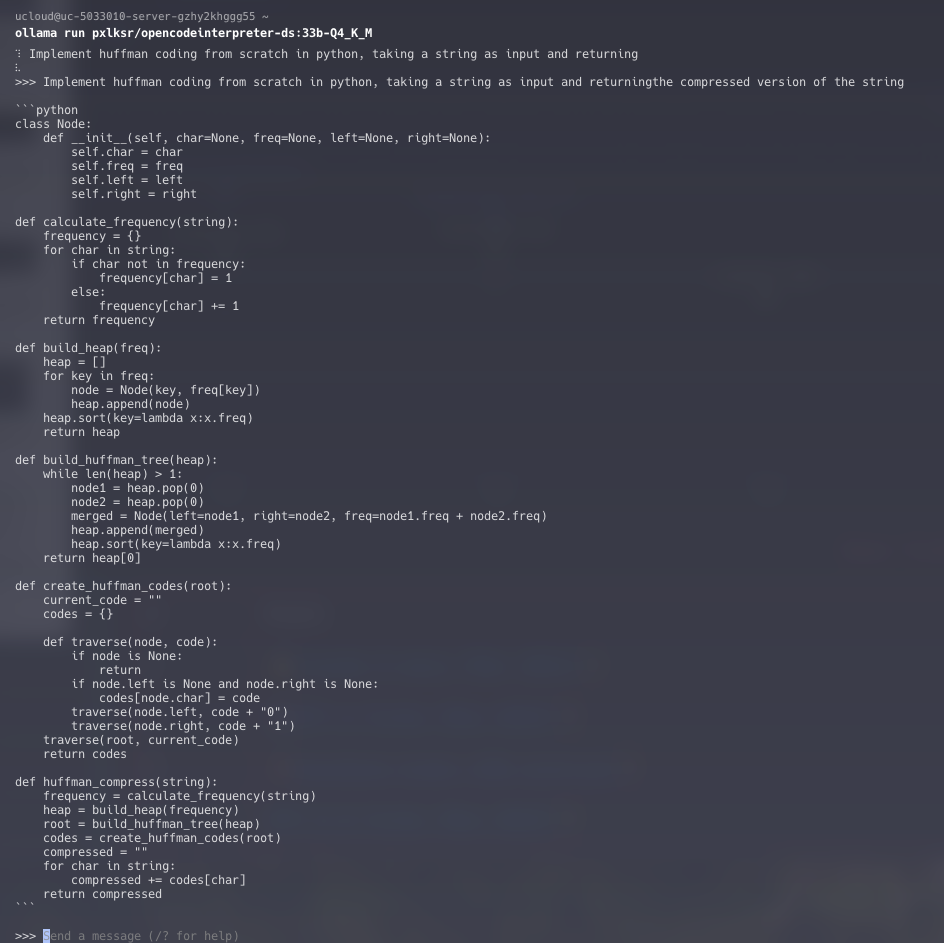 ucloud@uc-5033010-server-gzhy2khggg55 ~
ollama run pxlksr/opencodeinterpreter-ds:33b-Q4_K_M
Implement huffman coding from scratch in python, taking a string as input and returning
>>> Implement huffman coding from scratch in python, taking a string as input and returningthe compressed version of the string

```python
class Node:
    def __init__(self, char=None, freq=None, left=None, right=None):
        self.char = char
        self.freq = freq
        self.left = left
        self.right = right

def calculate_frequency(string):
    frequency = {}
    for char in string:
        if char not in frequency:
            frequency[char] = 1
        else:
            frequency[char] += 1
    return frequency

def build_heap(freq):
    heap = []
    for key in freq:
        node = Node(key, freq[key])
        heap.append(node)
    heap.sort(key=lambda x:x.freq)
    return heap

def build_huffman_tree(heap):
    while len(heap) > 1:
        node1 = heap.pop(0)
        node2 = heap.pop(0)
        merged = Node(left=node1, right=node2, freq=node1.freq + node2.freq)
        heap.append(merged)
        heap.sort(key=lambda x:x.freq)
    return heap[0]

def create_huffman_codes(root):
    current_code = ""
    codes = {}

    def traverse(node, code):
        if node is None:
            return
        if node.left is None and node.right is None:
            codes[node.char] = code
        traverse(node.left, code + "0")
        traverse(node.right, code + "1")
    traverse(root, current_code)
    return codes

def huffman_compress(string):
    frequency = calculate_frequency(string)
    heap = build_heap(frequency)
    root = build_huffman_tree(heap)
    codes = create_huffman_codes(root)
    compressed = ""
    for char in string:
        compressed += codes[char]
    return compressed
```

>>> Send a message (/? for help)